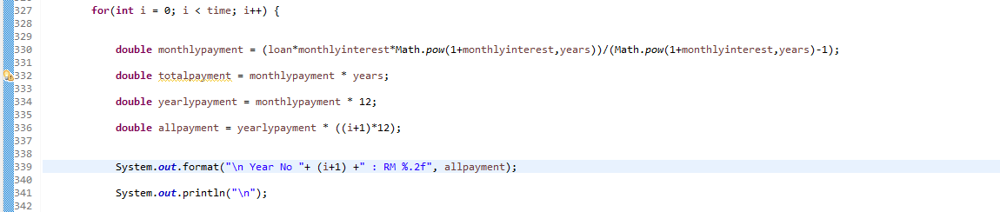 327 for(int i = 0; i < time; i++) {
328
329
330 double monthlypayment = (loan*monthlyinterest*Math.pow(1+monthlyinterest,years))/(Math.pow(1+monthlyinterest,years)-1);
331
332 double totalpayment = monthlypayment * years;
333
334 double yearlypayment = monthlypayment * 12;
335
336 double allpayment = yearlypayment * ((i+1)*12);
337
338
339 System.out.format("\n Year No "+ (i+1) +" : RM %.2f", allpayment);
340
341 System.out.println("\n");
342